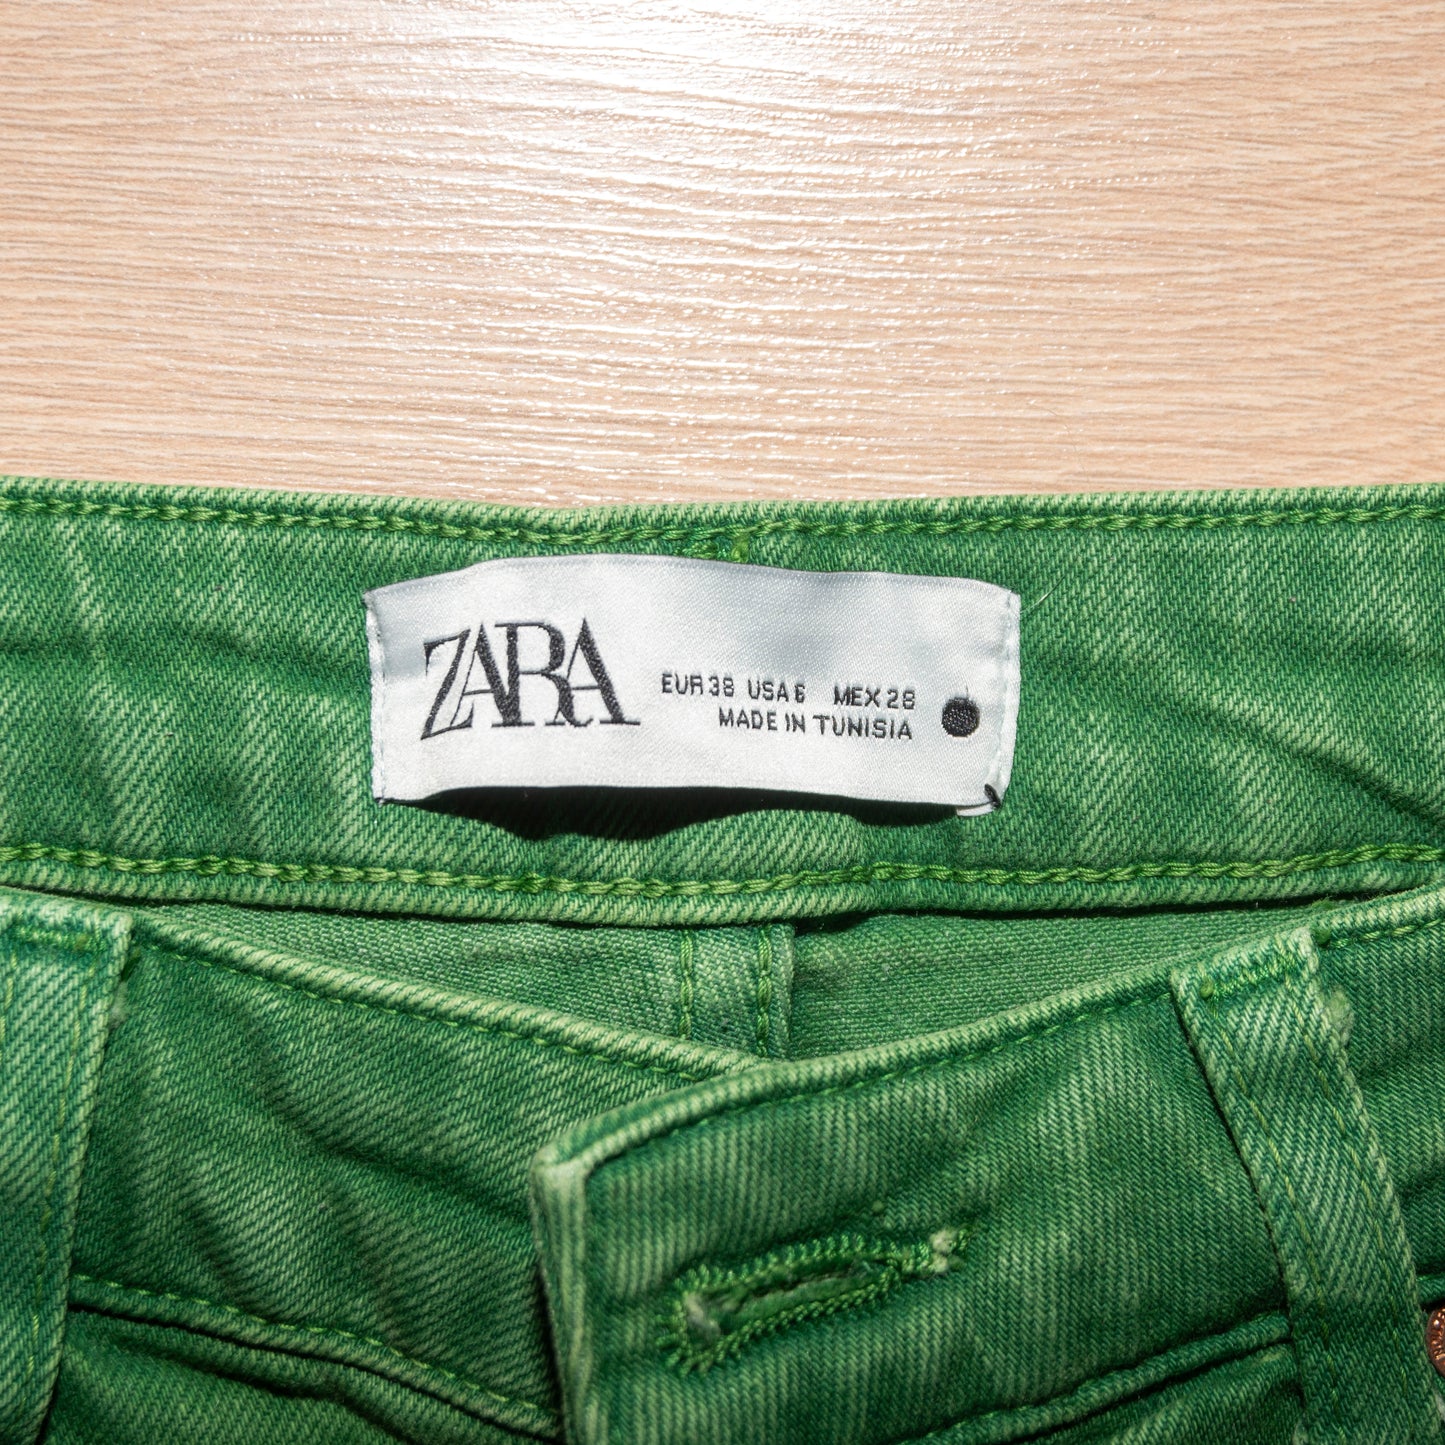 ZARA
EUR 38 USA 6 MEX 28
MADE IN TUNISIA